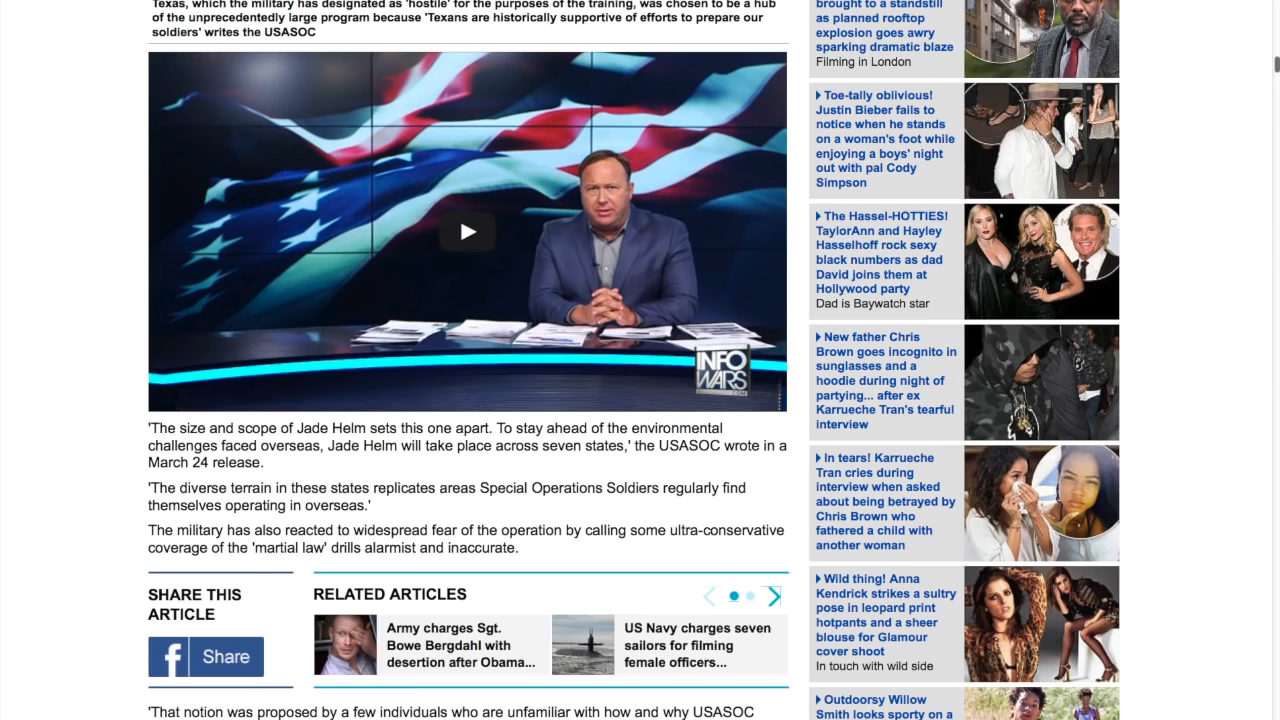 Texas, which the military has designated as 'hostile' for the purposes of the training, was chosen to be a hub
of the unprecedentedly large program because 'Texans are historically supportive of efforts to prepare our
soldiers' writes the USASOC
INFO
WARS
.COM
'The size and scope of Jade Helm sets this one apart. To stay ahead of the environmental
challenges faced overseas, Jade Helm will take place across seven states,' the USASOC wrote in a
March 24 release.
'The diverse terrain in these states replicates areas Special Operations Soldiers regularly find
themselves operating in overseas.'
The military has also reacted to widespread fear of the operation by calling some ultra-conservative
coverage of the 'martial law' drills alarmist and inaccurate.
SHARE THIS
ARTICLE
f Share
RELATED ARTICLES
Army charges Sgt.
Bowe Bergdahl with
desertion after Obama...
US Navy charges seven
sailors for filming
female officers...
'That notion was proposed by a few individuals who are unfamiliar with how and why USASOC
brought to a standstill
as planned rooftop
explosion goes awry
sparking dramatic blaze
Filming in London
Toe-tally oblivious!
Justin Bieber fails to
notice when he stands
on a woman's foot while
enjoying a boys' night
out with pal Cody
Simpson
The Hassel-HOTTIES!
TaylorAnn and Hayley
Hasselhoff rock sexy
black numbers as dad
David joins them at
Hollywood party
Dad is Baywatch star
New father Chris
Brown goes incognito in
sunglasses and a
hoodie during night of
partying... after ex
Karrueche Tran's tearful
interview
In tears! Karrueche
Tran cries during
interview when asked
about being betrayed by
Chris Brown who
fathered a child with
another woman
Wild thing! Anna
Kendrick strikes a sultry
pose in leopard print
hotpants and a sheer
blouse for Glamour
cover shoot
In touch with wild side
Outdoorsy Willow
Smith looks sporty on a